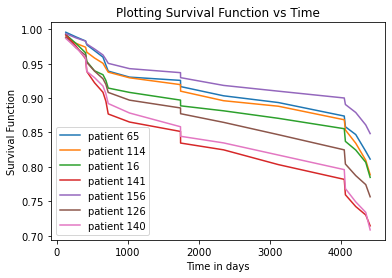 Plotting Survival Function vs Time
1.00
0.95
0.90
0.85
0.80
0.75
0.70
Survival Function
patient 65
patient 114
patient 16
patient 141
patient 156
patient 126
patient 140
0 1000 2000 3000 4000
Time in days